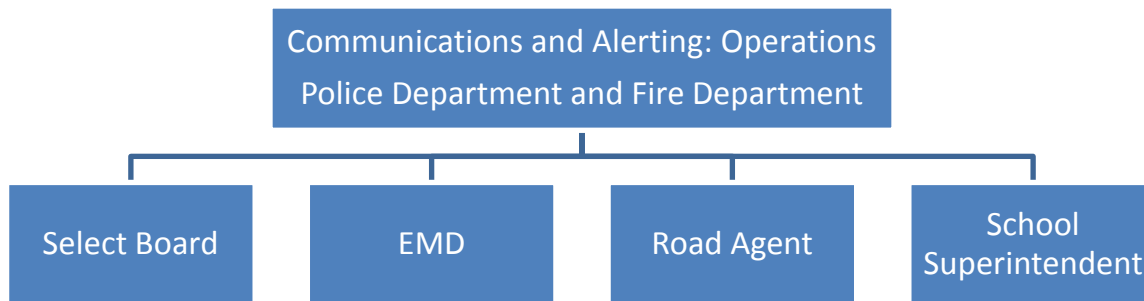 Communications and Alerting: Operations
Police Department and Fire Department
Select Board
EMD
Road Agent
School
Superintendent